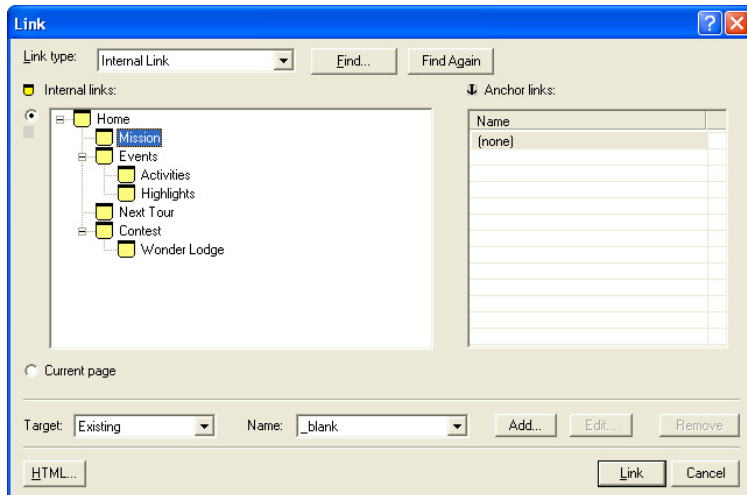 Link
Link type: Internal Link Find... Find Again
Internal links: Anchor links:
Home
Mission
Events
Activities
Highlights
Next Tour
Contest
Wonder Lodge
Name
(none)
Current page
Target: Existing Name: _blank Add... Edit... Remove
HTML... Link Cancel